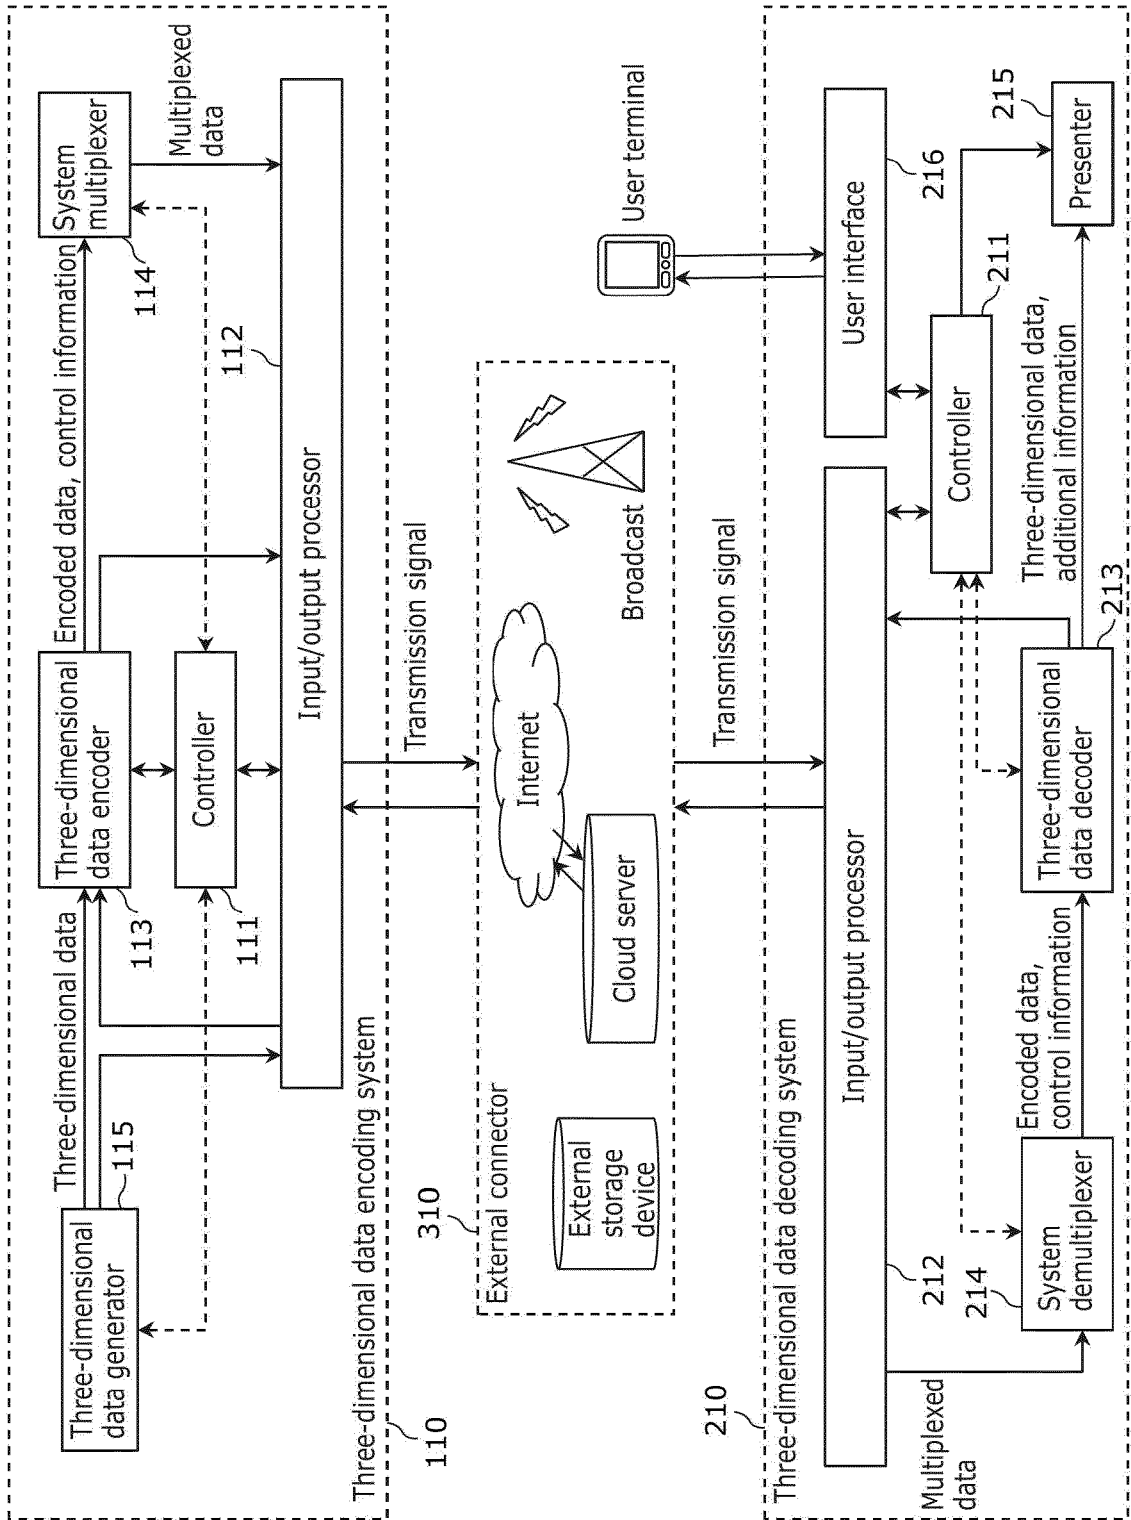 Three-dimensional data encoding system
110
Three-dimensional
data generator
115
Three-dimensional data
Three-dimensional
data encoder
113
Encoded data, control information
System
multiplexer
114
Multiplexed
data
Controller
111
Input/output processor
112
Transmission signal
310
External connector
External
storage
device
Cloud server
Internet
Broadcast
User terminal
Transmission signal
210
Three-dimensional data decoding system
Input/output processor
212
User interface
216
Controller
211
Multiplexed
data
System
demultiplexer
214
Encoded data,
control information
Three-dimensional
data decoder
213
Three-dimensional data,
additional information
Presenter
215